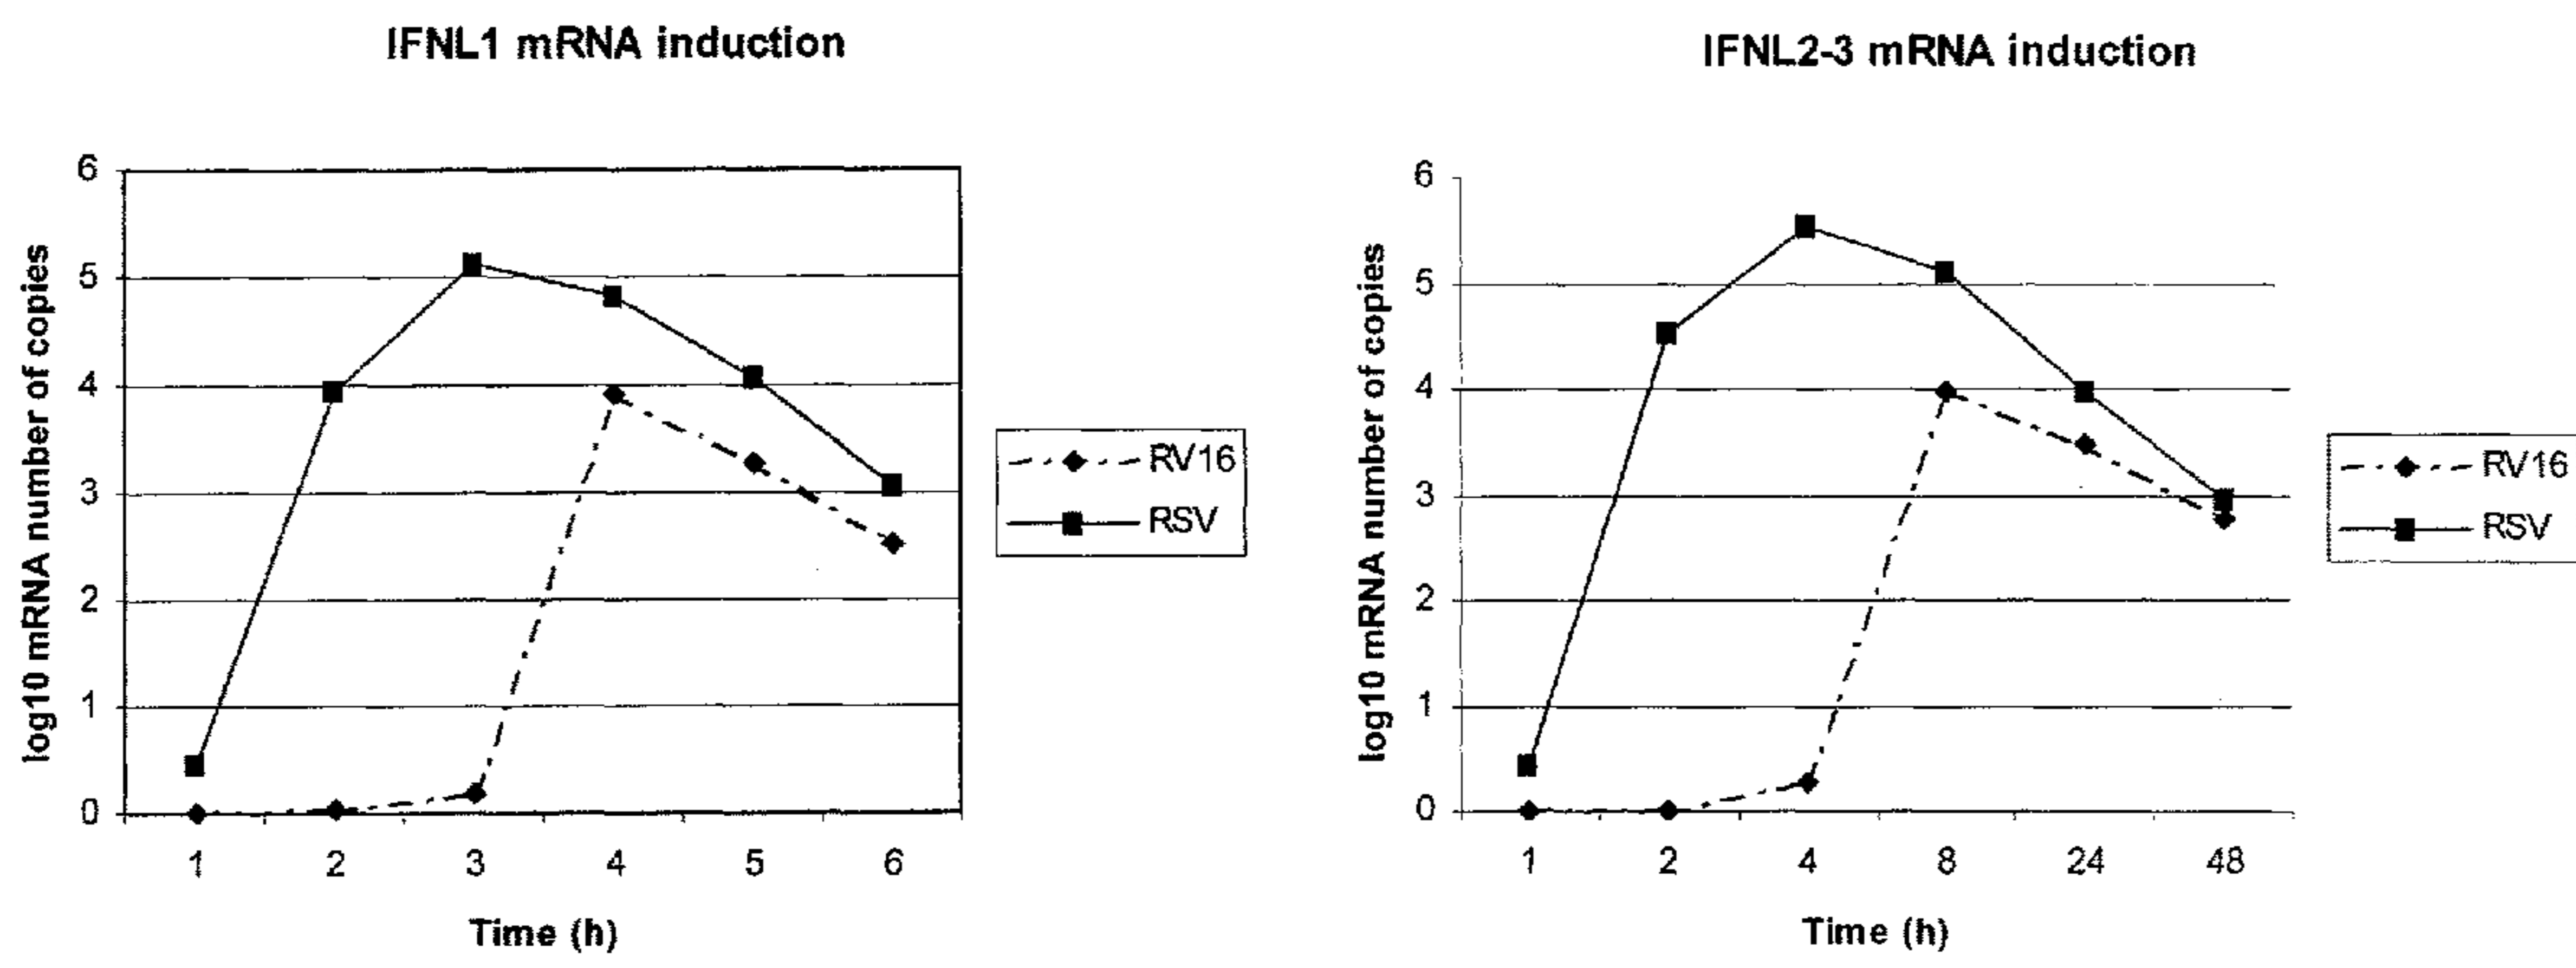 IFNL1 mRNA induction
log10 mRNA number of copies
6
5
4
3
2
1
0
1 2 3 4 5 6
Time (h)
RV16
RSV
IFNL2-3 mRNA induction
log10 mRNA number of copies
6
5
4
3
2
1
0
1 2 4 8 24 48
Time (h)
RV16
RSV